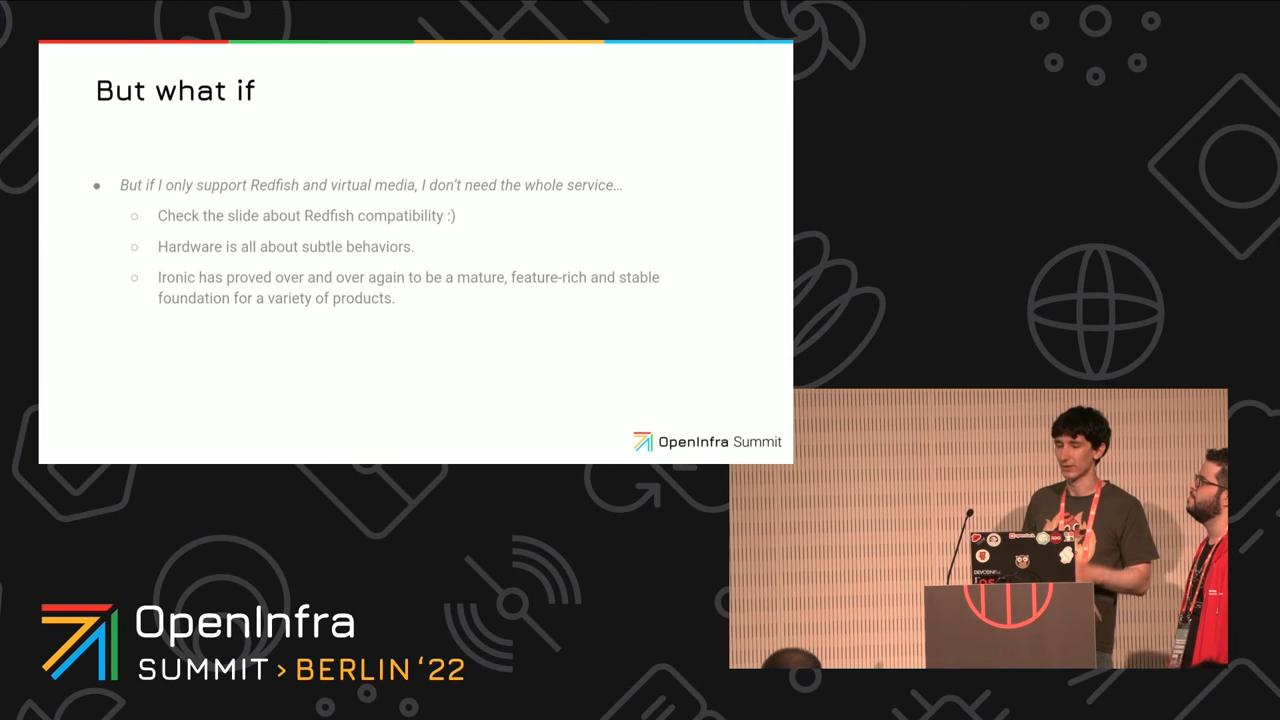 But what if
● But if I only support Redfish and virtual media, I don’t need the whole service…
○ Check the slide about Redfish compatibility :)
○ Hardware is all about subtle behaviors.
○ Ironic has proved over and over again to be a mature, feature-rich and stable
foundation for a variety of products.
OpenInfra Summit
OpenInfra
SUMMIT > BERLIN ‘22